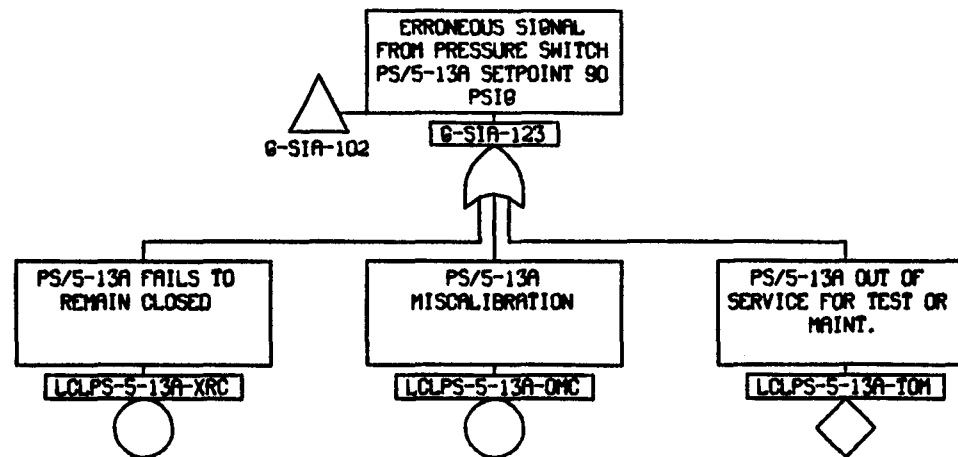 ERRONEOUS SIGNAL
FROM PRESSURE SWITCH
PS/5-13A SETPOINT 90
PSIG
G-SIA-102
G-SIA-123
PS/5-13A FAILS TO
REMAIN CLOSED
PS/5-13A
MISCALIBRATION
PS/5-13A OUT OF
SERVICE FOR TEST OR
MAINT.
LCLPS-5-13A-XRC
LCLPS-5-13A-OMC
LCLPS-5-13A-TOM